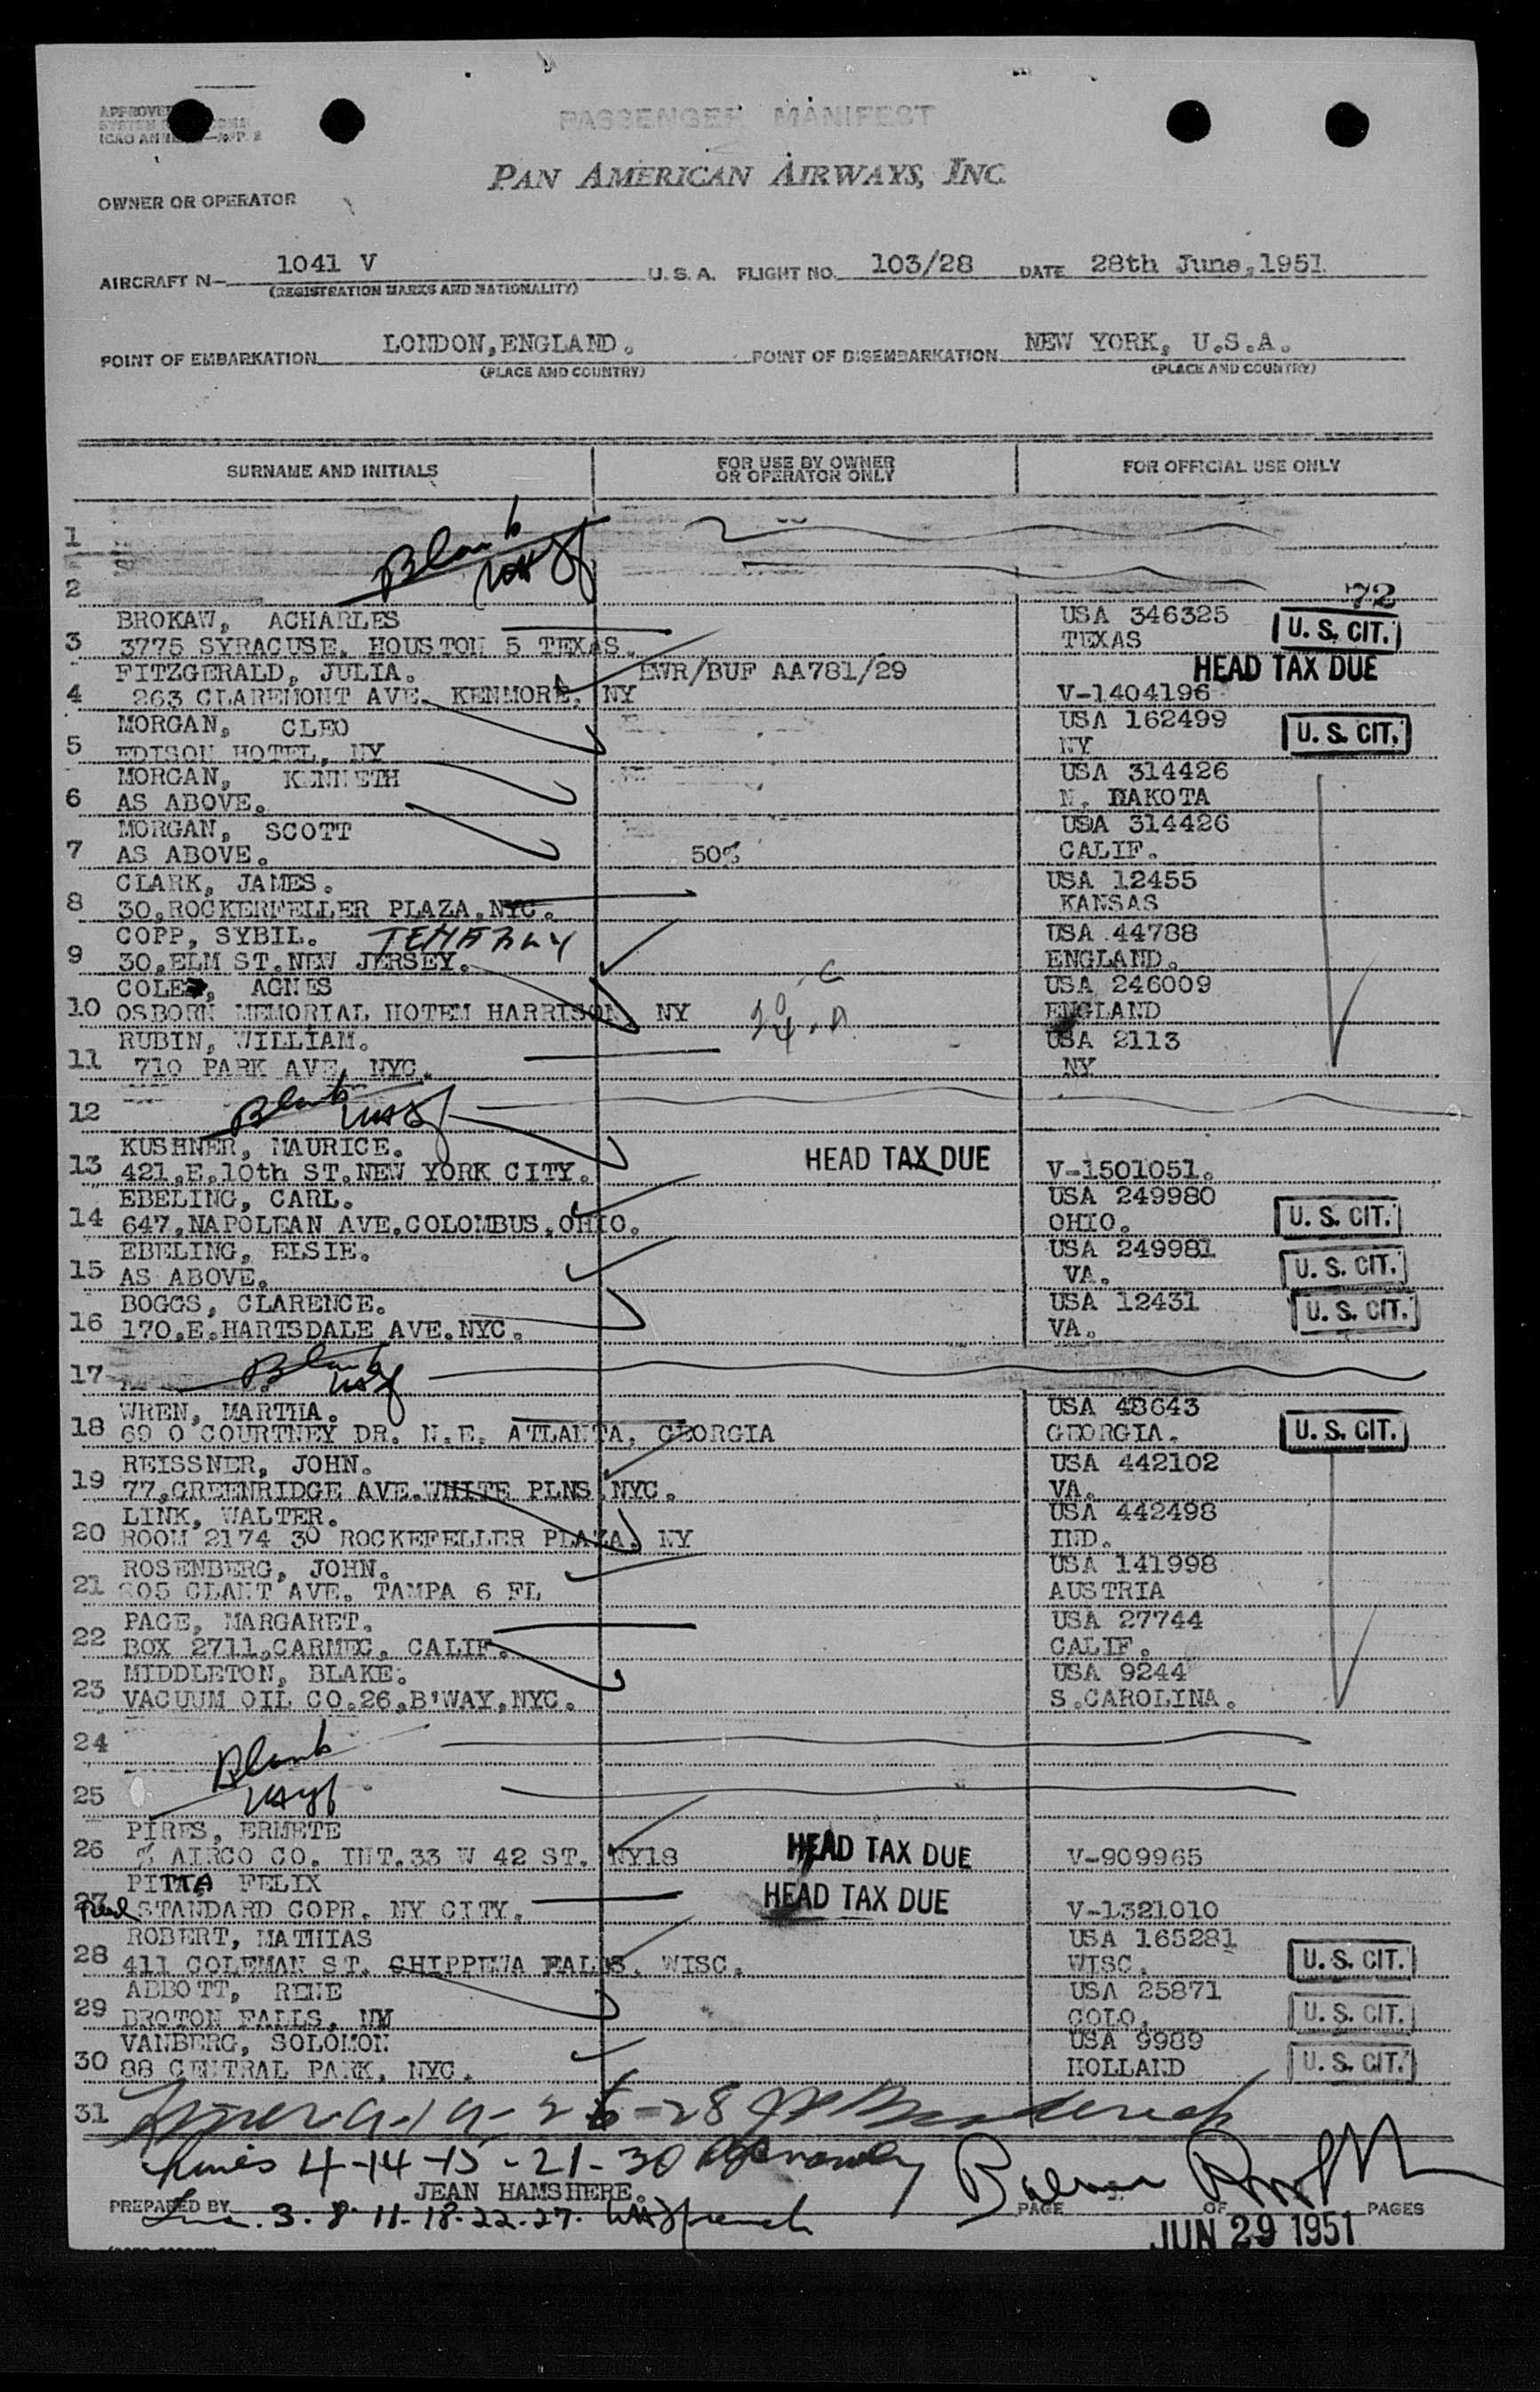 PASSENGER MANIFEST
PAN AMERICAN AIRWAYS, INC.
OWNER OR OPERATOR
AIRCRAFT N- 1041 V U. S. A. FLIGHT NO. 103/28 DATE 28th June, 1951
(REGISTRATION MARKS AND NATIONALITY)
POINT OF EMBARKATION LONDON, ENGLAND. POINT OF DISEMBARKATION NEW YORK, U.S.A.
(PLACE AND COUNTRY) (PLACE AND COUNTRY)
SURNAME AND INITIALS FOR USE BY OWNER OR OPERATOR ONLY FOR OFFICIAL USE ONLY
1 Blank
2
72
BROKAW, ACHARLES USA 346325 U. S. CIT.
3 3775 SYRACUSE. HOUSTON 5 TEXAS. TEXAS
FITZGERALD, JULIA. EWR/BUF AA781/29 HEAD TAX DUE
4 263 CLAREMONT AVE. KENMORE, NY V-1404196
MORGAN, CLEO USA 162499 U. S. CIT.
5 EDISON HOTEL, NY NY
MORGAN, KENNETH USA 314426
6 AS ABOVE. N. DAKOTA
MORGAN, SCOTT USA 314426
7 AS ABOVE. 50% CALIF.
CLARK, JAMES. USA 12455
8 30,ROCKERFELLER PLAZA,NYC. KANSAS
COPP, SYBIL. TENAFLY USA 44788
9 30,ELM ST.NEW JERSEY. ENGLAND.
COLES, AGNES USA 246009
10 OSBORN MEMORIAL HOTEM HARRISON NY ENGLAND
RUBIN, WILLIAM. USA 2113
11 710 PARK AVE, NYC. NY
12 Blank
KUSHNER, MAURICE. HEAD TAX DUE
13 421,E.10th ST.NEW YORK CITY. V-1501051.
EBELING, CARL. USA 249980 U. S. CIT.
14 647,NAPOLEAN AVE.COLOMBUS,OHIO. OHIO.
EBELING, ELSIE. USA 249981 U. S. CIT.
15 AS ABOVE. VA.
BOGGS, CLARENCE. USA 12431 U. S. CIT.
16 170,E.HARTSDALE AVE.NYC. VA.
17 Blank
WREN, MARTHA. USA 48643
18 69 O COURTNEY DR. N.E. ATLANTA, GEORGIA GEORGIA. U. S. CIT.
REISSNER, JOHN. USA 442102
19 77,GREENRIDGE AVE.WHITE PLNS NYC. VA.
LINK, WALTER. USA 442498
20 ROOM 2174 30 ROCKEFELLER PLAZA, NY IND.
ROSENBERG, JOHN. USA 141998
21 805 CLANT AVE. TAMPA 6 FL AUSTRIA
PAGE, MARGARET. USA 27744
22 BOX 2711,CARMEC, CALIF. CALIF.
MIDDLETON, BLAKE. USA 9244
23 VACUUM OIL CO.26,B'WAY,NYC. S.CAROLINA.
24 Blank
25
PIRES, ERMETE
26 % AIRCO CO. INT.33 W 42 ST. NY18 HEAD TAX DUE V-909965
PITTA FELIX
27 STANDARD COPR. NY CITY. HEAD TAX DUE V-1321010
ROBERT, MATHIAS USA 165281
28 411 COLEMAN ST. CHIPPEWA FALLS, WISC. WISC. U. S. CIT.
ABBOTT, RENE USA 25871
29 BROTON FALLS, NM COLO. U. S. CIT.
VANBERG, SOLOMON USA 9989
30 88 CENTRAL PARK, NYC. HOLLAND U. S. CIT.
31
Lines 4-14-15-21-30
JEAN HAMSHERE.
PREPARED BY PAGE OF PAGES
3. 8. 11. 18. 22. 27.
JUN 29 1951